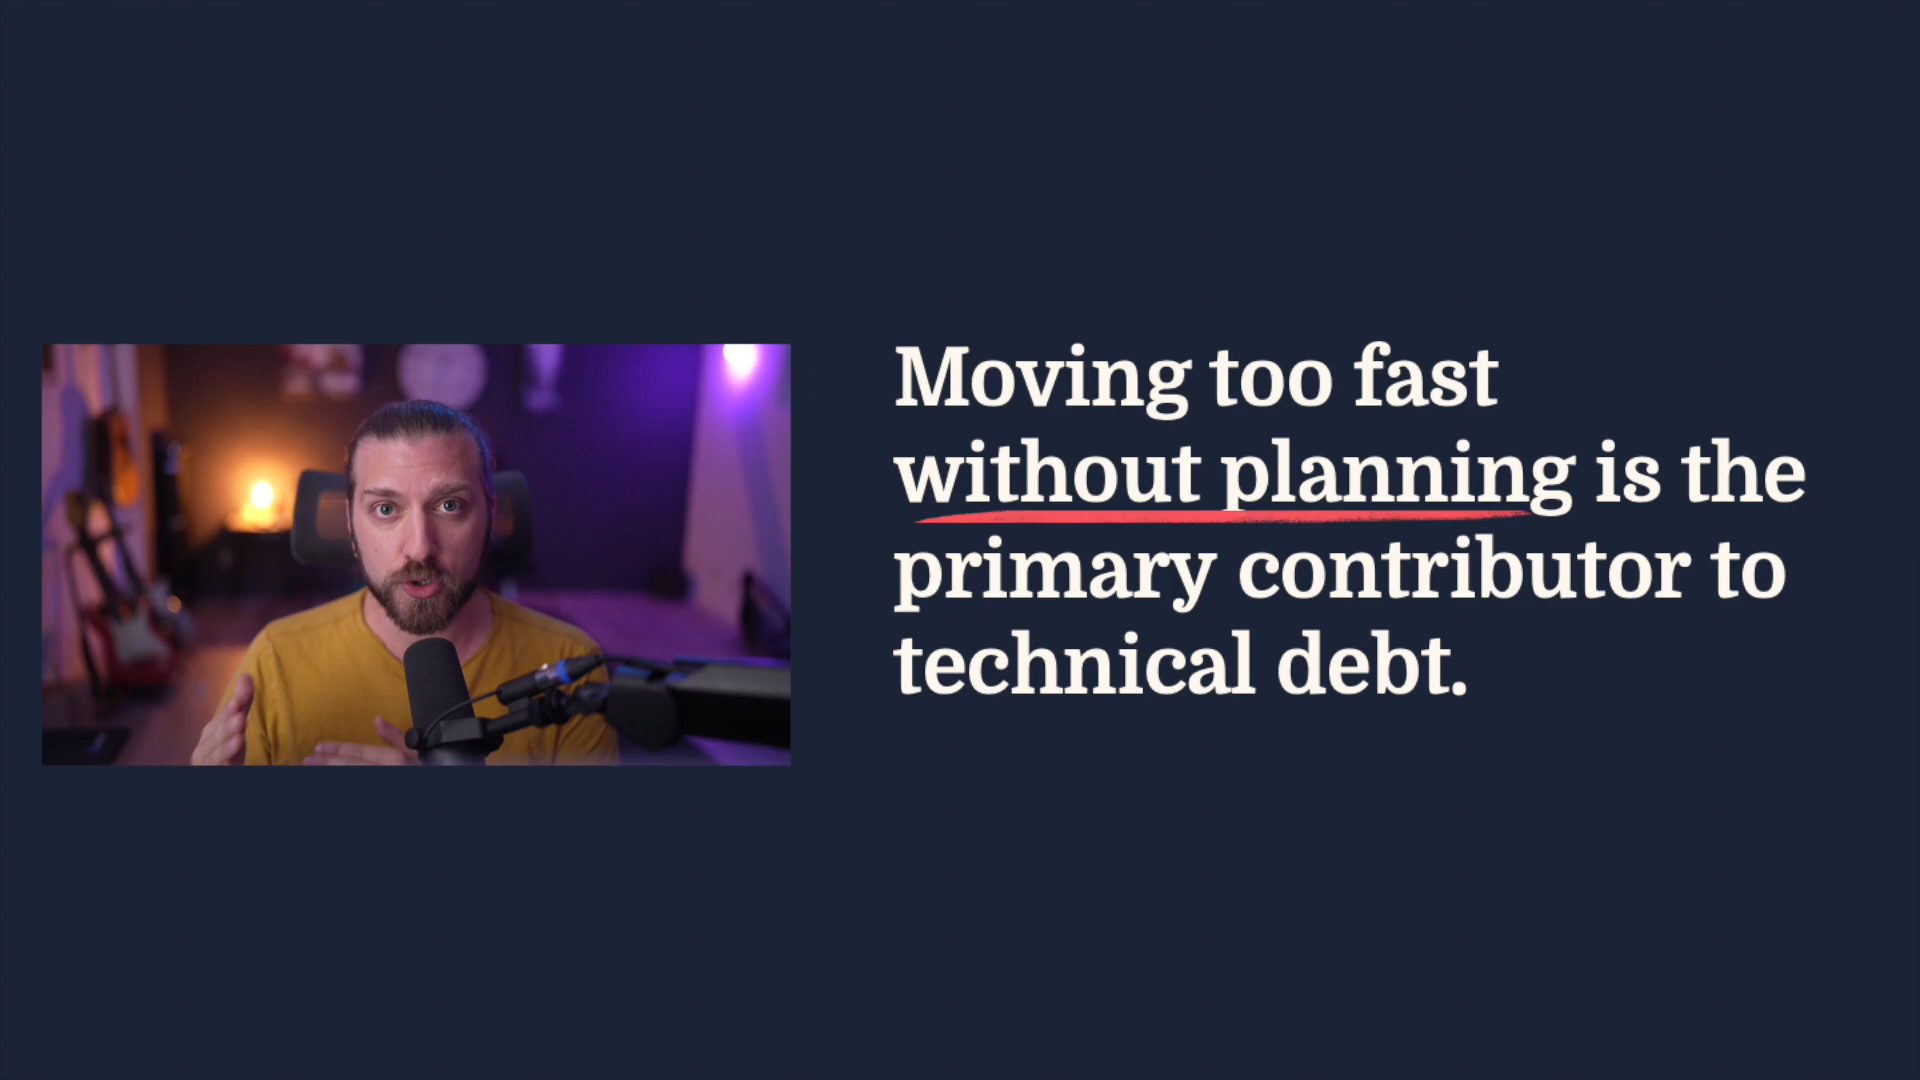 Moving too fast
without planning is the
primary contributor to
technical debt.